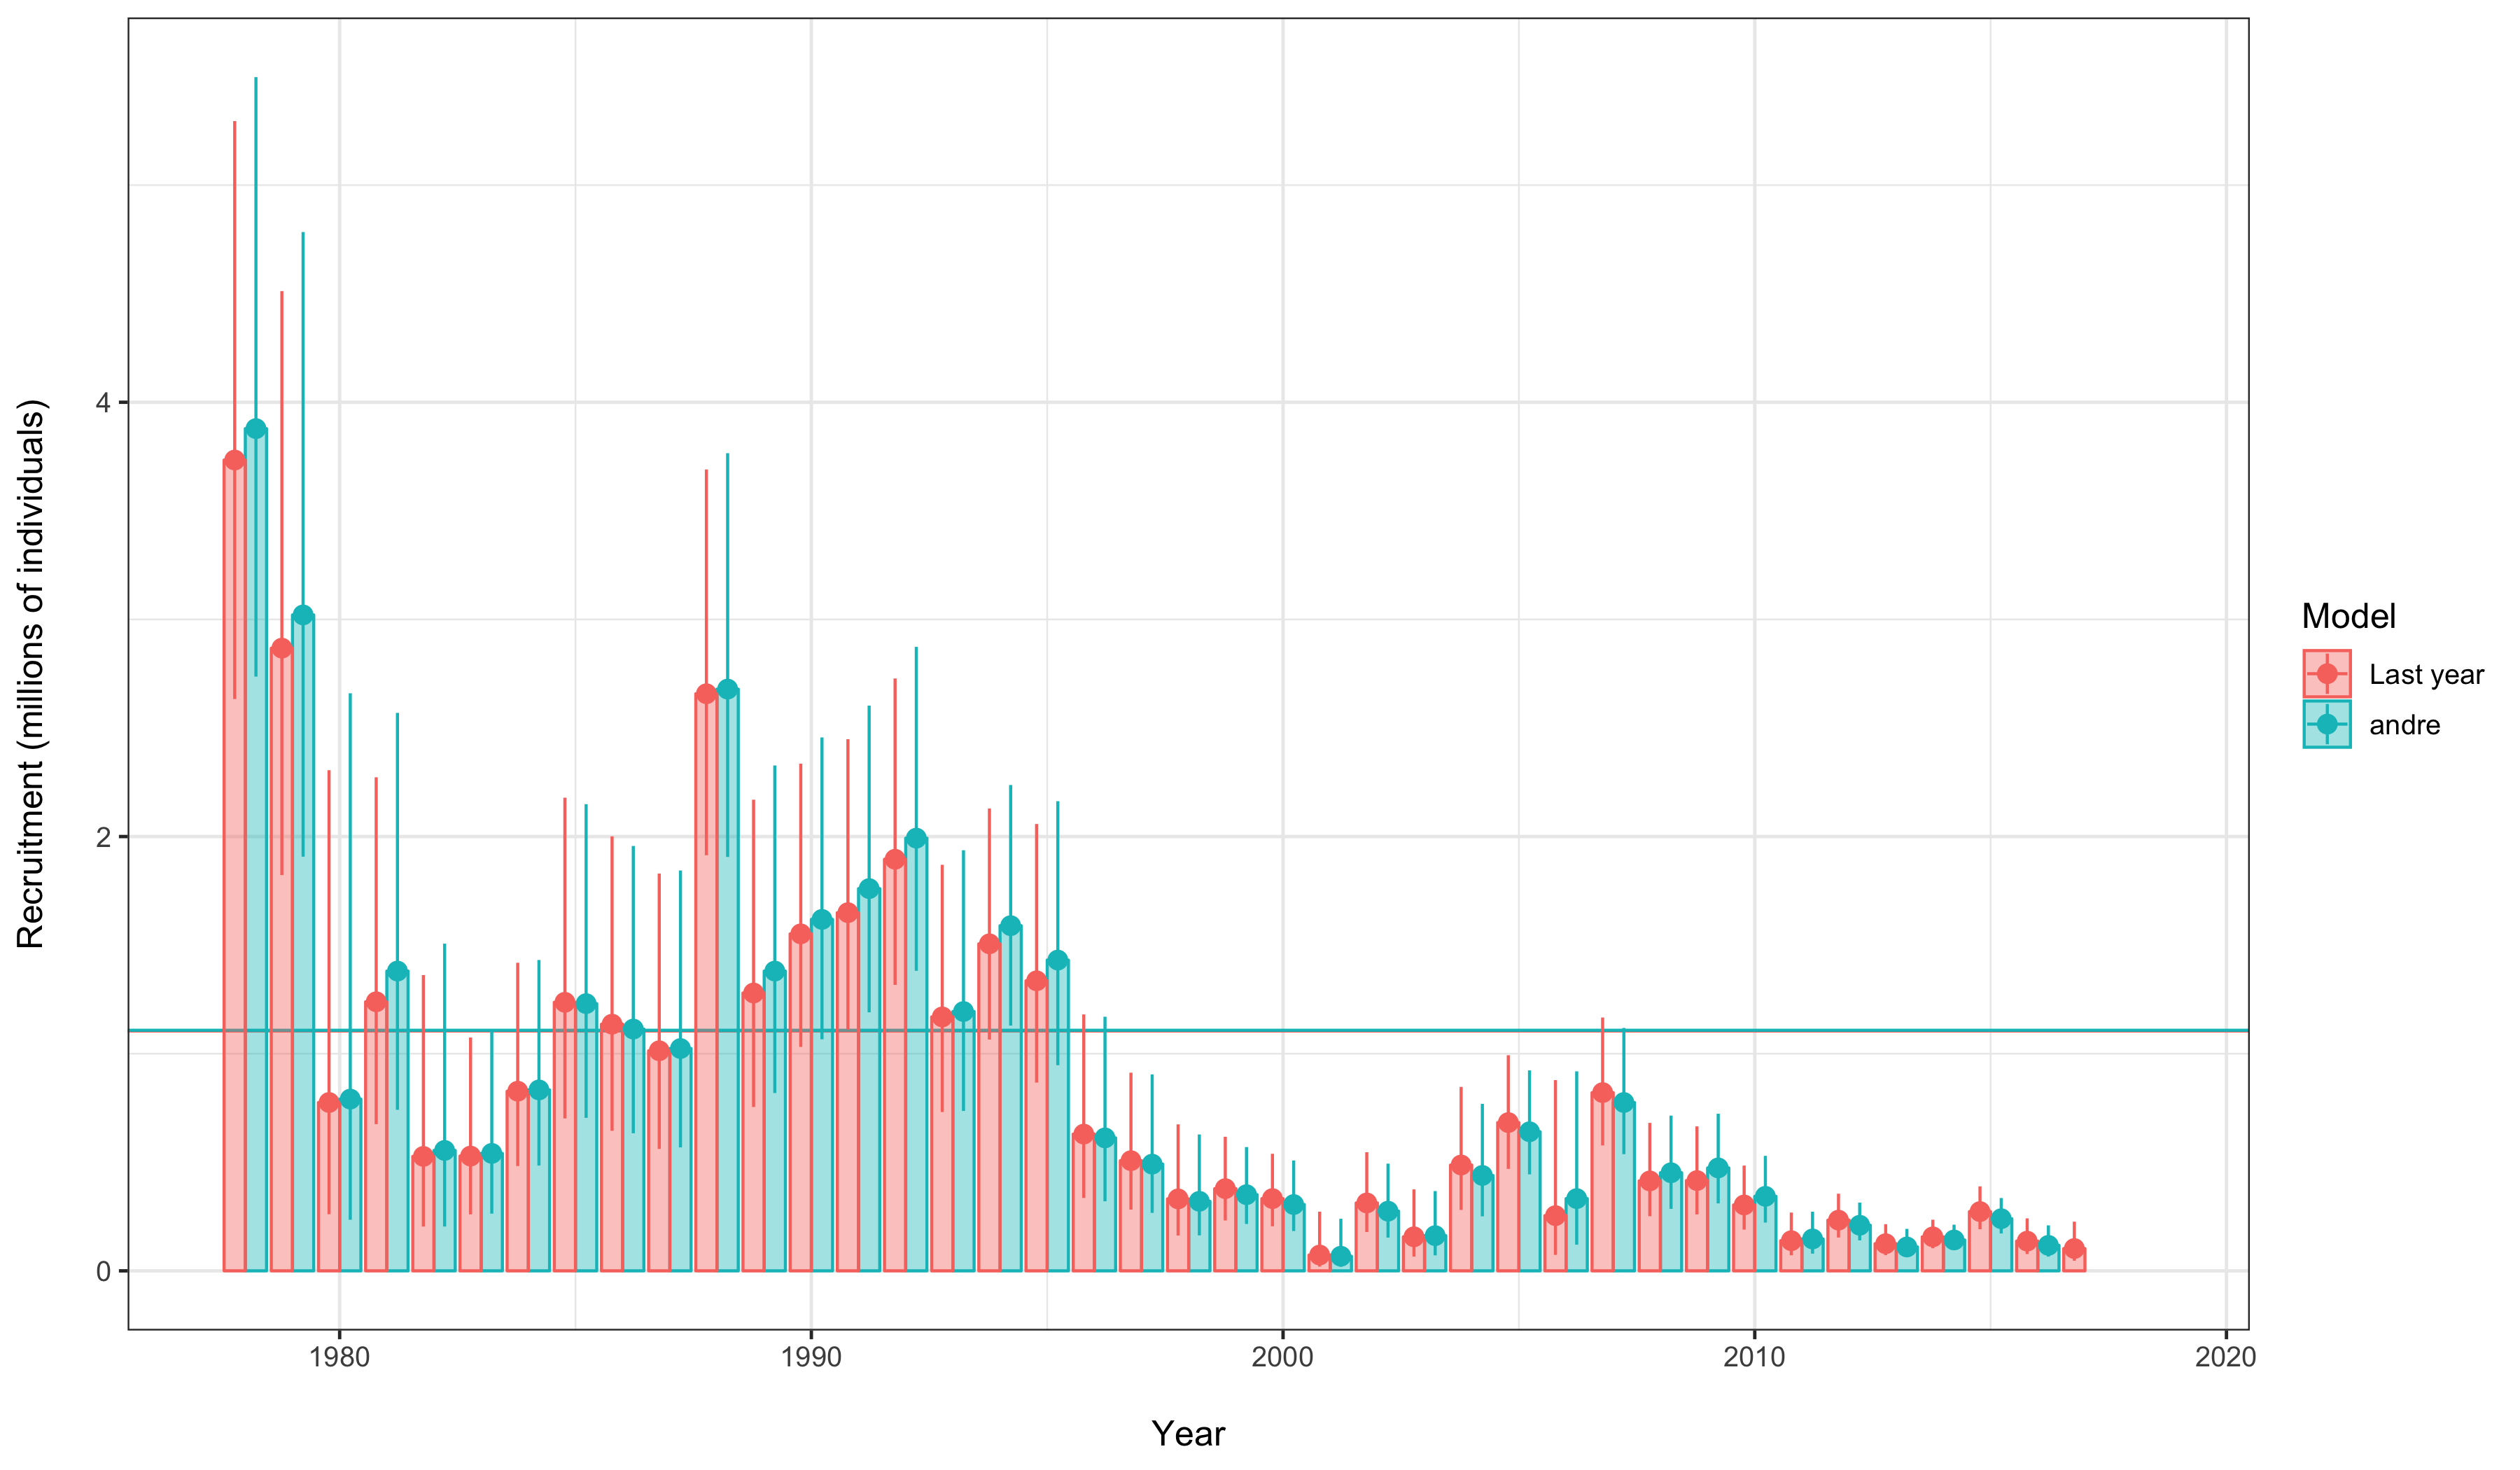 Recruitment (millions of individuals)
4
2
0
1980
1990
2000
2010
2020
Year
Model
Last year
andre